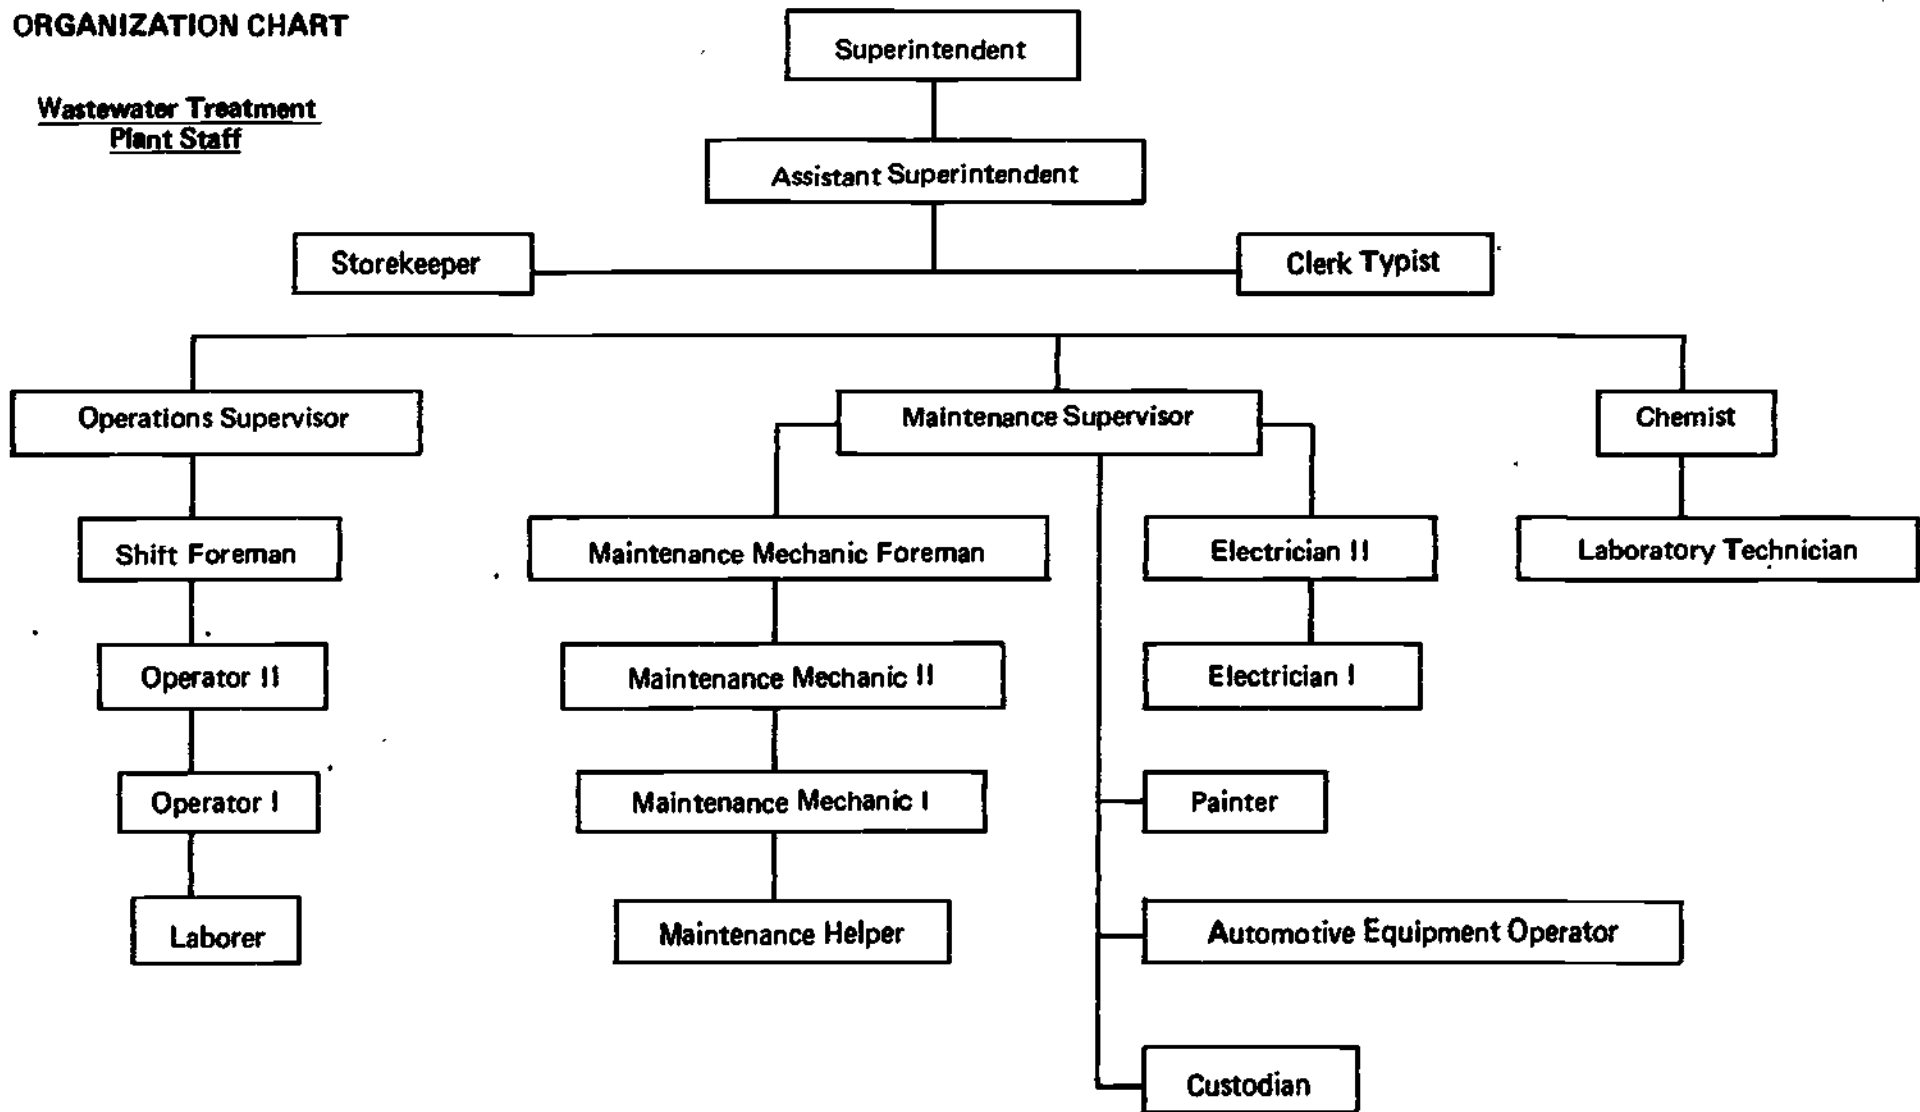 ORGANIZATION CHART
Wastewater Treatment
Plant Staff
Superintendent
Assistant Superintendent
Storekeeper
Clerk Typist
Operations Supervisor
Maintenance Supervisor
Chemist
Shift Foreman
Maintenance Mechanic Foreman
Electrician II
Laboratory Technician
Operator II
Maintenance Mechanic II
Electrician I
Operator I
Maintenance Mechanic I
Painter
Laborer
Maintenance Helper
Automotive Equipment Operator
Custodian